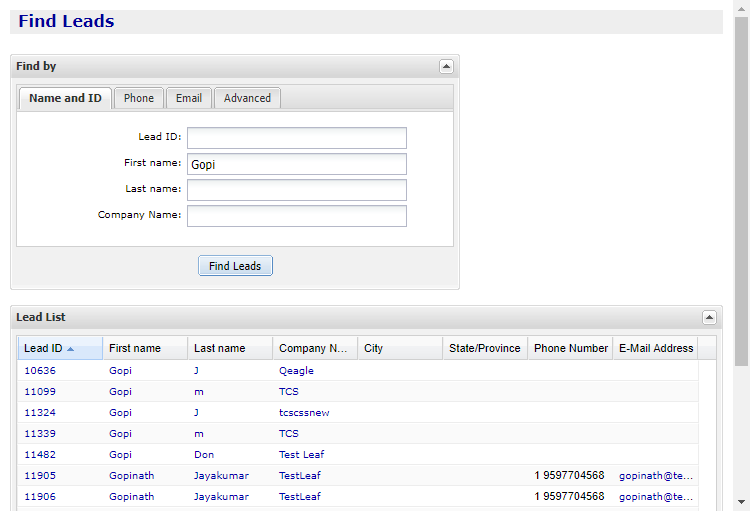 Find Leads
Find by
Name and ID Phone Email Advanced
Lead ID:
First name: Gopi
Last name:
Company Name:
Find Leads
Lead List
Lead ID First name Last name Company N... City State/Province Phone Number E-Mail Address
10636 Gopi J Qeagle
11099 Gopi m TCS
11324 Gopi J tcscssnew
11339 Gopi m TCS
11482 Gopi Don Test Leaf
11905 Gopinath Jayakumar TestLeaf 1 9597704568 gopinath@te...
11906 Gopinath Jayakumar TestLeaf 1 9597704568 gopinath@te...